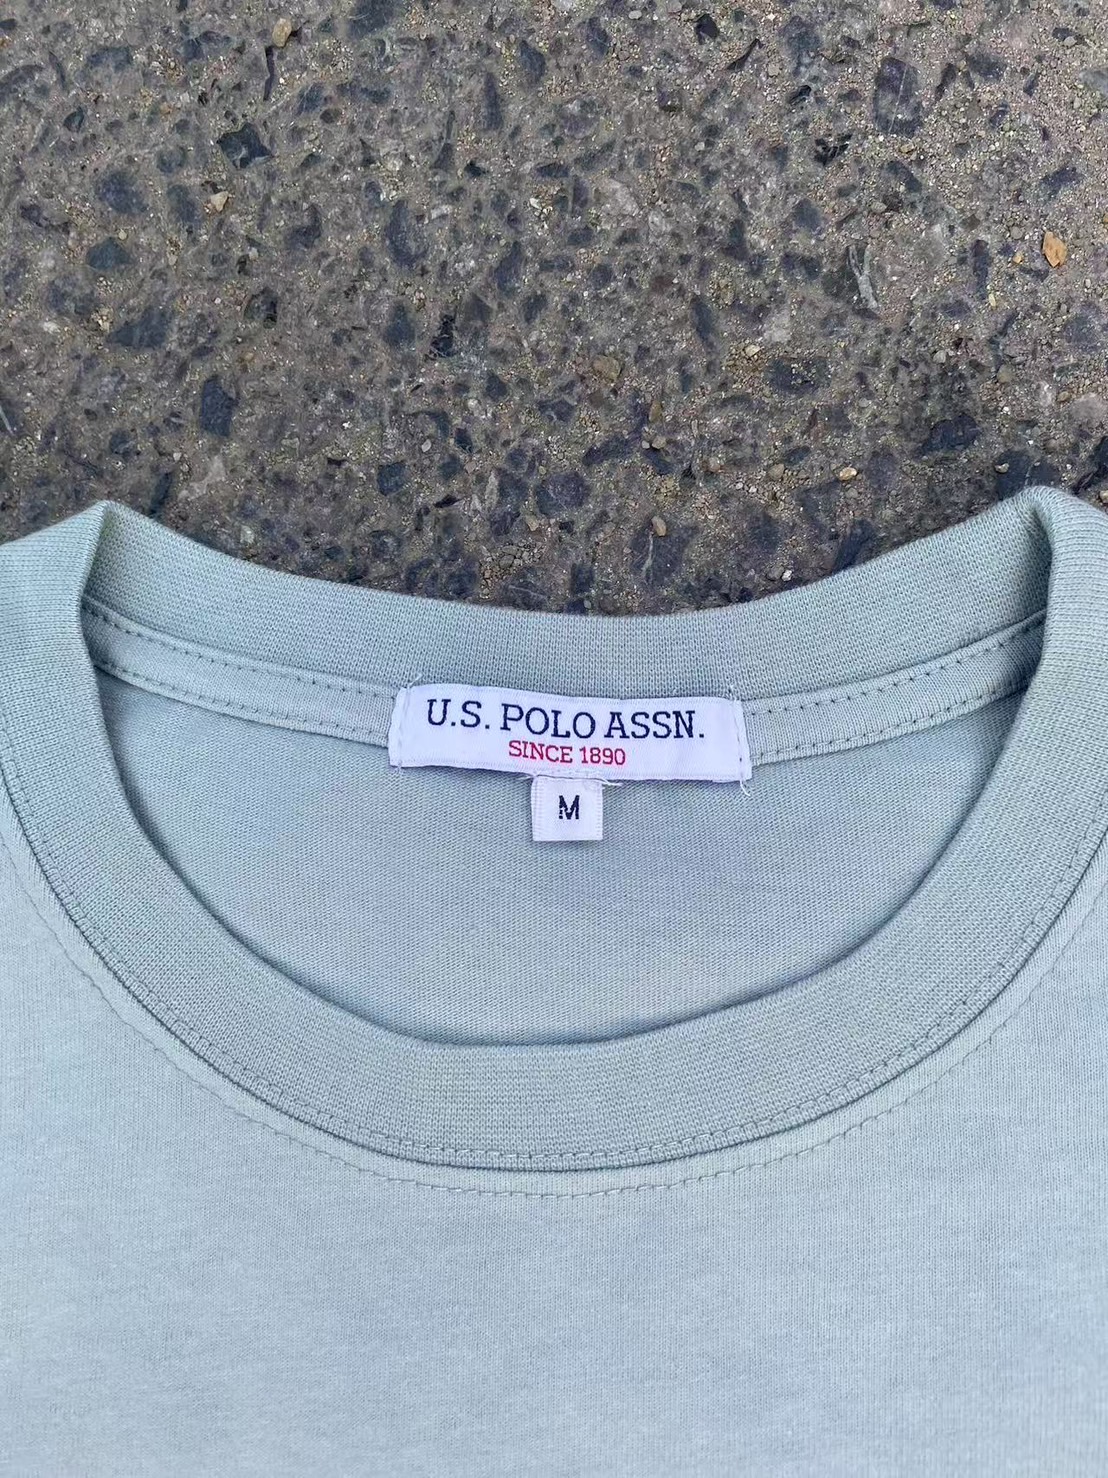 U.S. POLO ASSN.
SINCE 1890
M